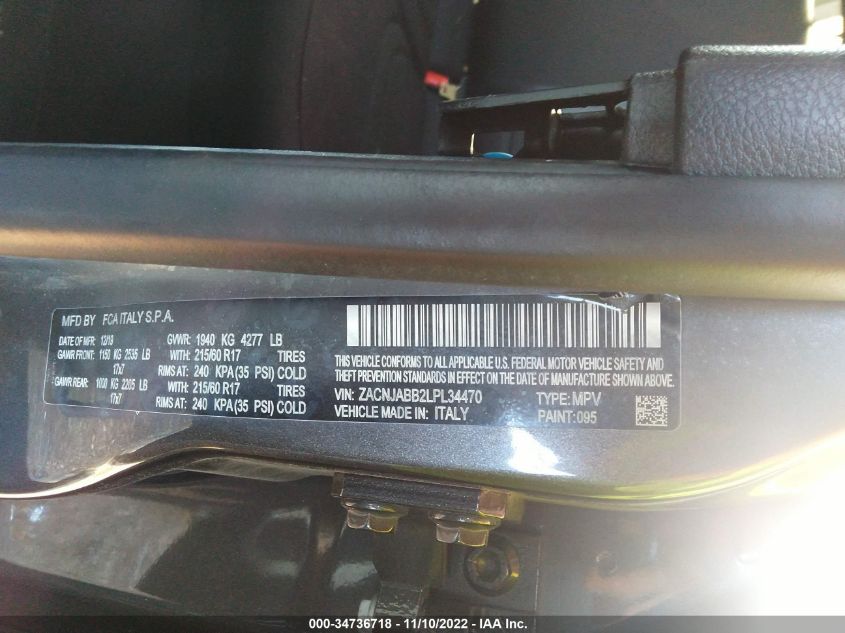 MFD BY FCA ITALY S.P.A.
DATE OF MFR: 12/19 GVWR: 1940 KG 4277 LB
GAWR FRONT: 1150 KG 2535 LB WITH: 215/60 R17 TIRES
17x7 RIMS AT: 240 KPA(35 PSI) COLD
GAWR REAR: 1000 KG 2205 LB WITH: 215/60 R17 TIRES
17x7 RIMS AT: 240 KPA(35 PSI) COLD
THIS VEHICLE CONFORMS TO ALL APPLICABLE U.S. FEDERAL MOTOR VEHICLE SAFETY AND
THEFT PREVENTION STANDARDS IN EFFECT ON THE DATE OF MANUFACTURE SHOWN ABOVE.
VIN: ZACNJABB2LPL34470 TYPE: MPV
VEHICLE MADE IN: ITALY PAINT: 095
000-34736718 — 11/10/2022 — IAA Inc.